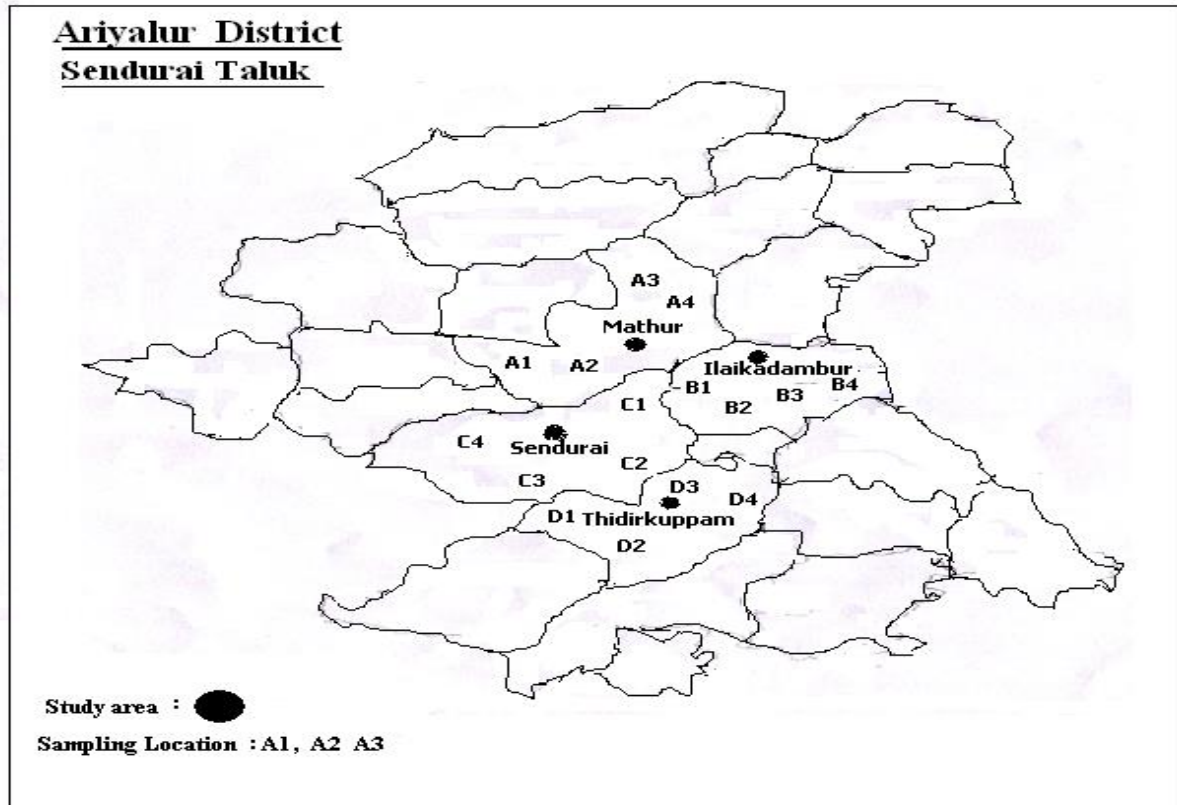 Ariyalur District
Sendurai Taluk
A3
A4
Mathur
A1 A2
Ilaikadambur
B1 B2 B3 B4
C1
C4
Sendurai
C2
C3
D3
D4
D1 Thidirkuppam
D2
Study area :
Sampling Location : A1, A2 A3